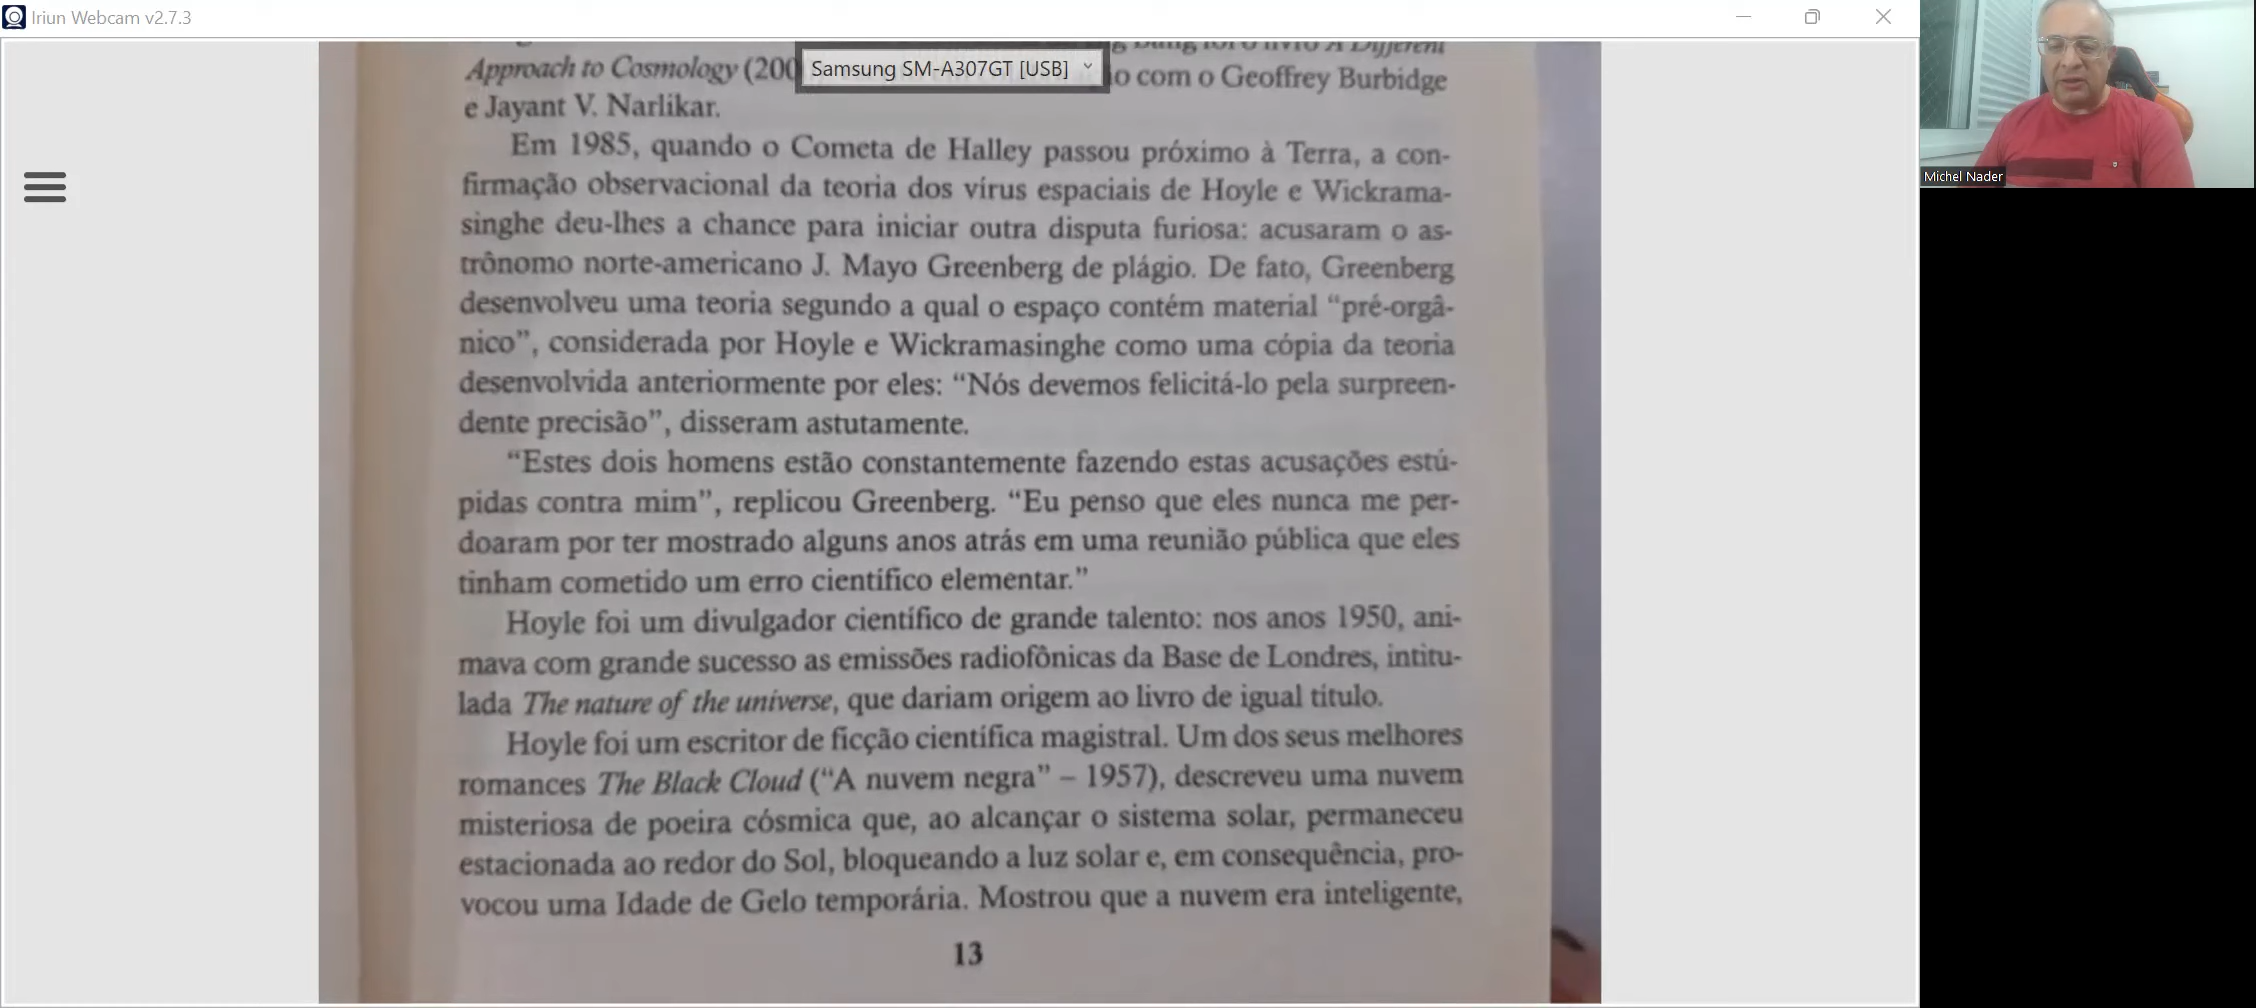 Iriun Webcam v2.7.3
A Different
Approach to Cosmology (200
Samsung SM-A307GT [USB]
o com o Geoffrey Burbidge
e Jayant V. Narlikar.
Em 1985, quando o Cometa de Halley passou próximo à Terra, a con-
firmação observacional da teoria dos vírus espaciais de Hoyle e Wickrama-
singhe deu-lhes a chance para iniciar outra disputa furiosa: acusaram o as-
trônomo norte-americano J. Mayo Greenberg de plágio. De fato, Greenberg
desenvolveu uma teoria segundo a qual o espaço contém material “pré-orgâ-
nico”, considerada por Hoyle e Wickramasinghe como uma cópia da teoria
desenvolvida anteriormente por eles: “Nós devemos felicitá-lo pela surpreen-
dente precisão”, disseram astutamente.
“Estes dois homens estão constantemente fazendo estas acusações estú-
pidas contra mim”, replicou Greenberg. “Eu penso que eles nunca me per-
doaram por ter mostrado alguns anos atrás em uma reunião pública que eles
tinham cometido um erro científico elementar.”
Hoyle foi um divulgador científico de grande talento: nos anos 1950, ani-
mava com grande sucesso as emissões radiofônicas da Base de Londres, intitu-
lada The nature of the universe, que dariam origem ao livro de igual título.
Hoyle foi um escritor de ficção científica magistral. Um dos seus melhores
romances The Black Cloud (“A nuvem negra” – 1957), descreveu uma nuvem
misteriosa de poeira cósmica que, ao alcançar o sistema solar, permaneceu
estacionada ao redor do Sol, bloqueando a luz solar e, em consequência, pro-
vocou uma Idade de Gelo temporária. Mostrou que a nuvem era inteligente,
13
Michel Nader